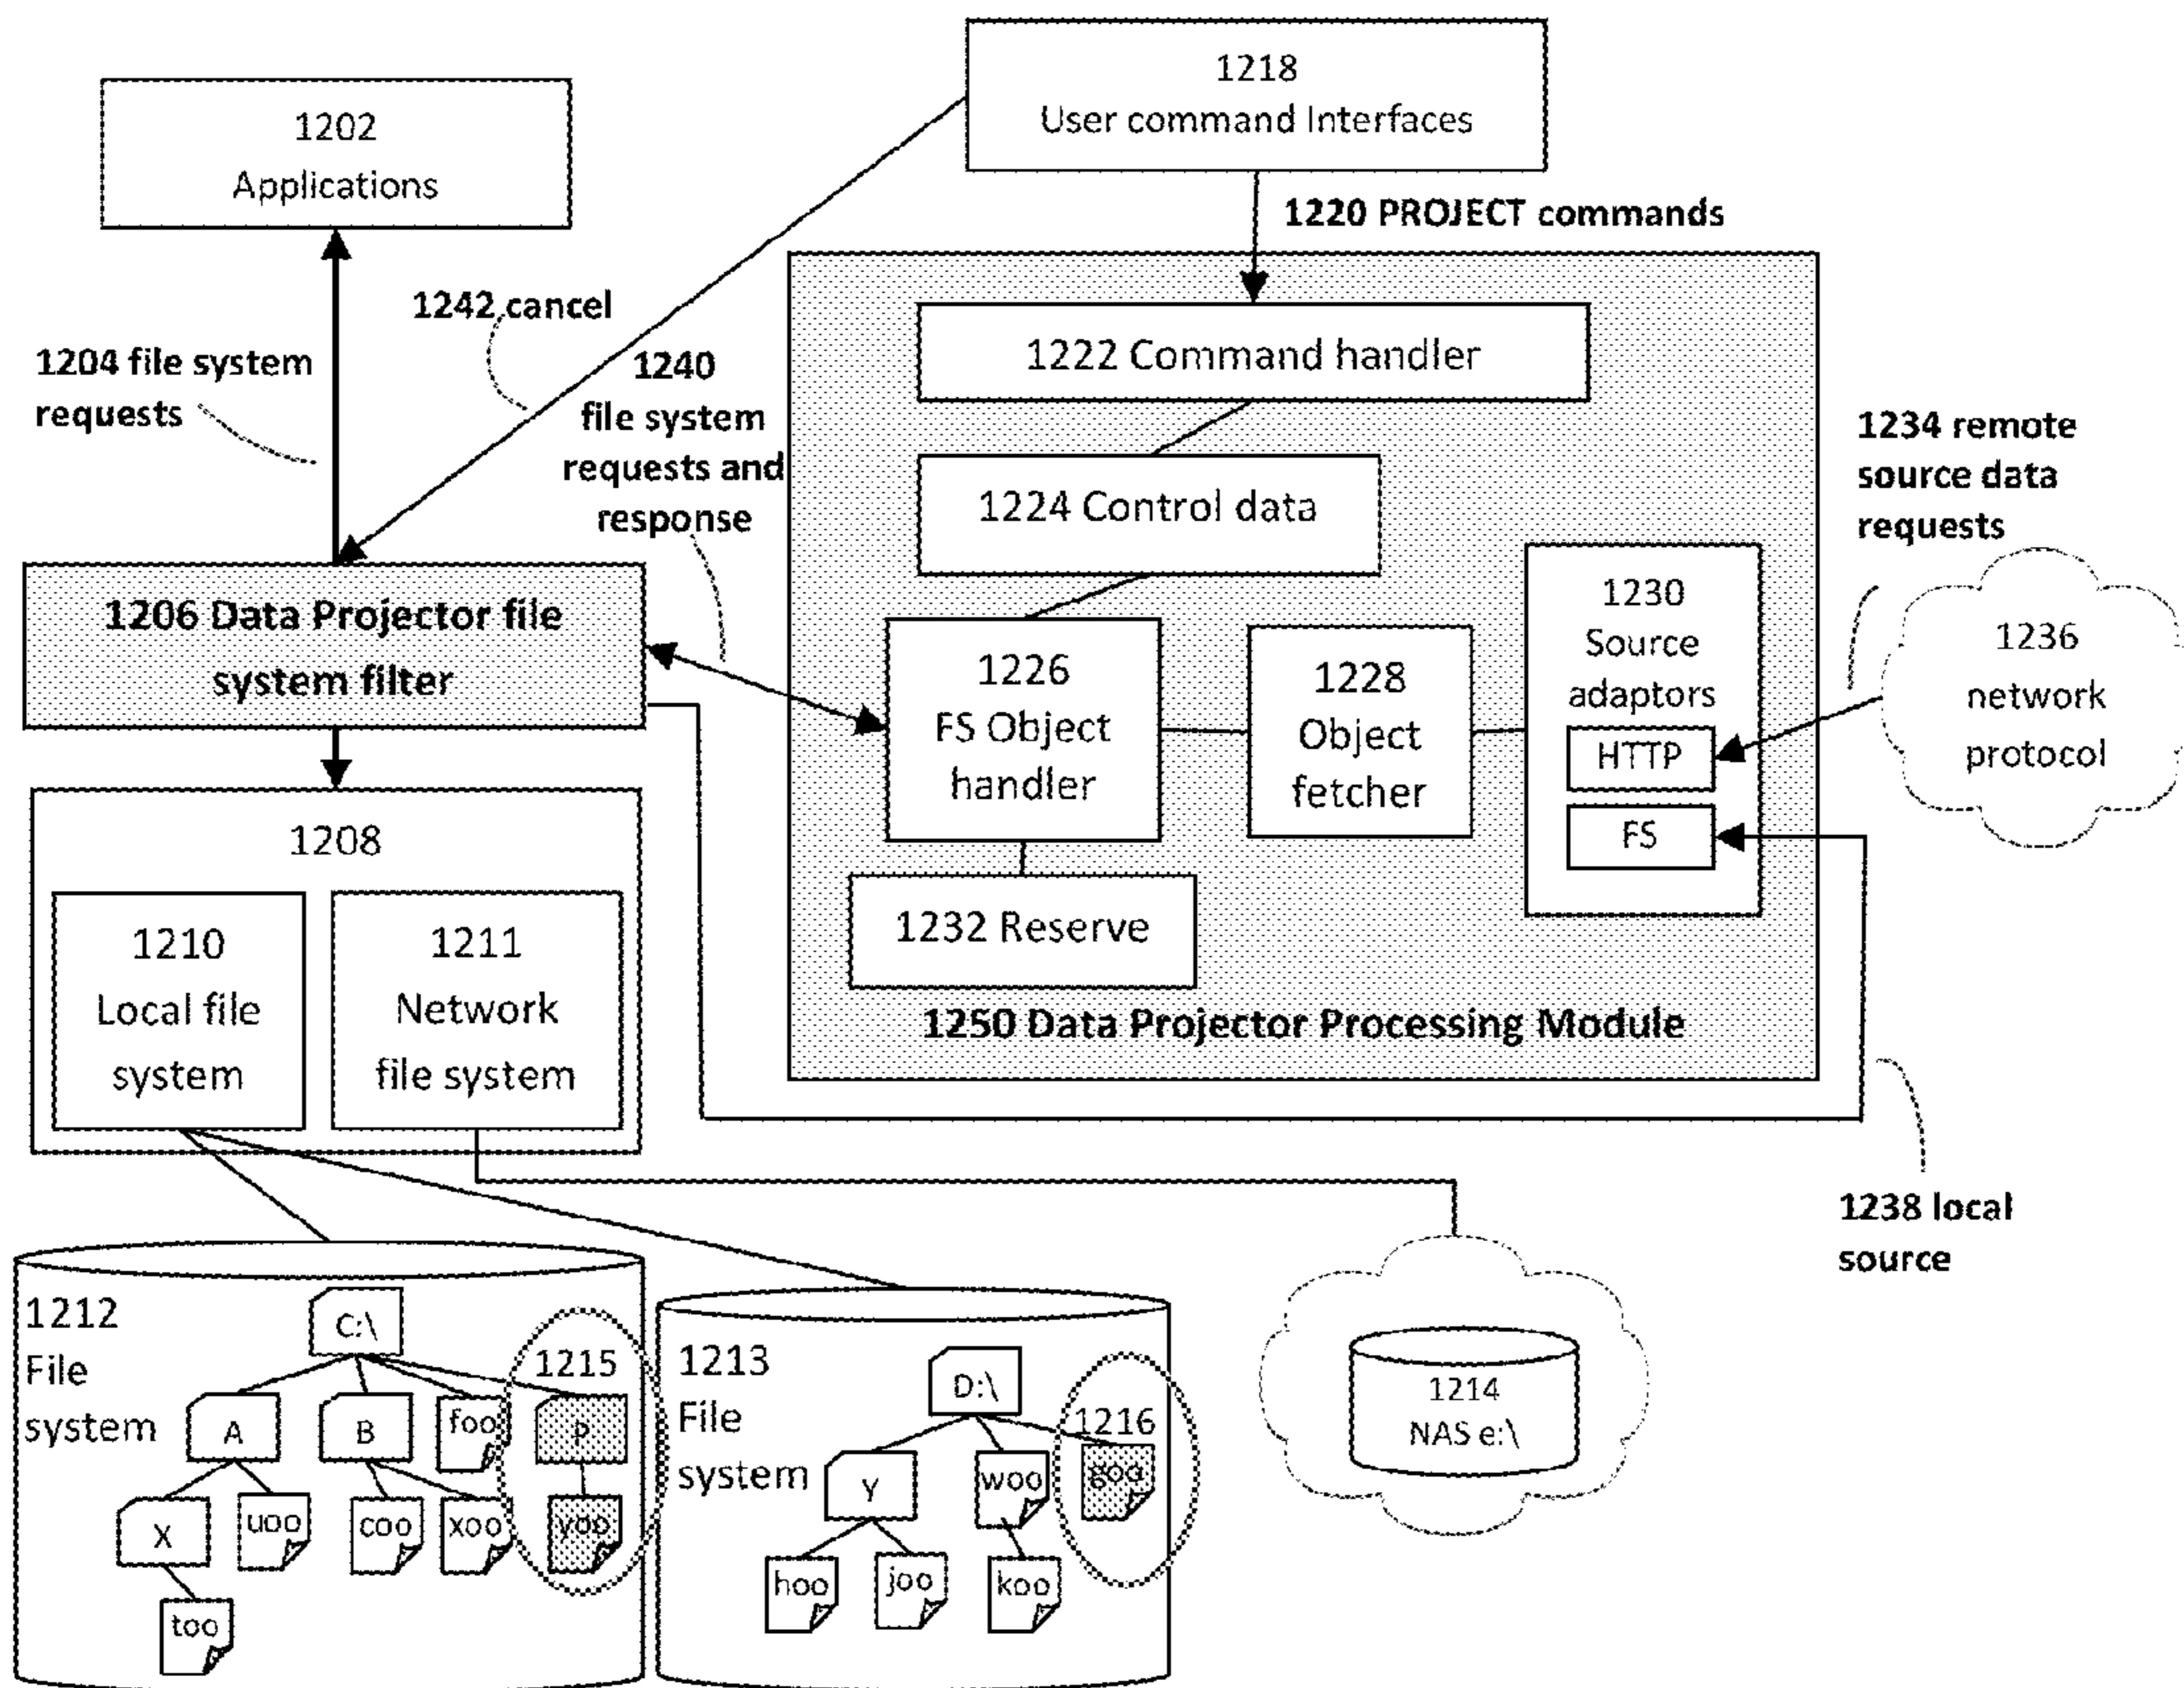 1218
User command Interfaces
1202
Applications
1220 PROJECT commands
1242 cancel
1204 file system
requests
1240
file system
requests and
response
1222 Command handler
1224 Control data
1234 remote
source data
requests
1206 Data Projector file
system filter
1226
FS Object
handler
1228
Object
fetcher
1230
Source
adaptors
HTTP
FS
1236
network
protocol
1232 Reserve
1250 Data Projector Processing Module
1208
1210
Local file
system
1211
Network
file system
1238 local
source
1212
File
system
C:\
1215
A
B
foo
P
X
uoo
coo
xoo
yoo
too
1213
File
system
D:\
1216
Y
woo
goo
hoo
joo
koo
1214
NAS e:\